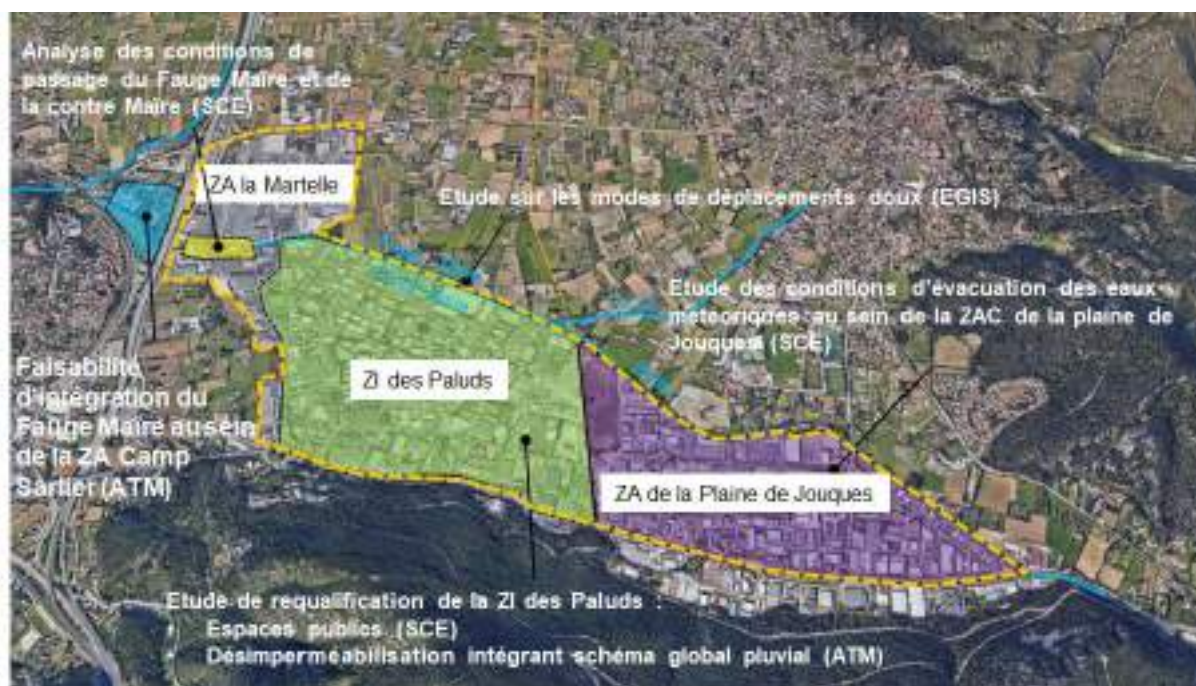 Analyse des conditions de
passage du Fauge Maïre et de
la contre Maïre (SCE)
ZA la Martelle
Etude sur les modes de déplacements doux (EGIS)
Etude des conditions d'évacuation des eaux
météoriques au sein de la ZAC de la plaine de
Jouques (SCE)
Faisabilité
d'intégration du
Fauge Maïre au sein
de la ZA Camp
Sarlier (ATM)
ZI des Paluds
ZA de la Plaine de Jouques
Etude de requalification de la ZI des Paluds :
• Espaces publics (SCE)
• Désimperméabilisation intégrant schéma global pluvial (ATM)